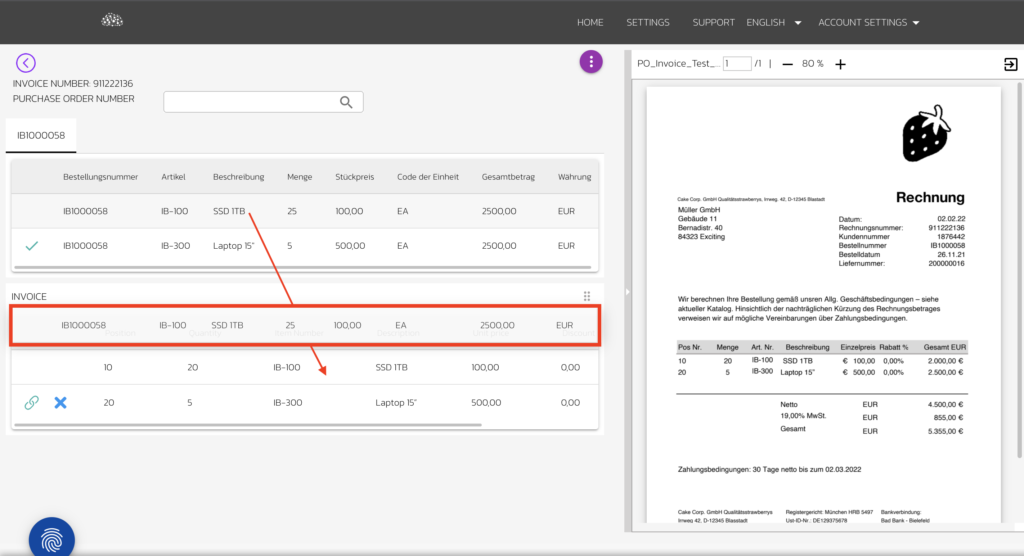 HOME SETTINGS SUPPORT ENGLISH ACCOUNT SETTINGS
INVOICE NUMBER: 911222136
PURCHASE ORDER NUMBER
IB1000058
Bestellungsnummer Artikel Beschreibung Menge Stückpreis Code der Einheit Gesamtbetrag Währung
IB1000058 IB-100 SSD 1TB 25 100,00 EA 2500,00 EUR
IB1000058 IB-300 Laptop 15" 5 500,00 EA 2500,00 EUR
INVOICE
IB1000058 IB-100 SSD 1TB 25 100,00 EA 2500,00 EUR
10 20 IB-100 SSD 1TB 100,00 0,00
20 5 IB-300 Laptop 15" 500,00 0,00
PO_Invoice_Test_... 1 /1 | 80 %
Rechnung
Cake Corp. GmbH Qualitätsstrawberrys, Irrweg. 42, D-12345 Blasstadt
Müller GmbH
Gebäude 11
Bernadistr. 40
84323 Exciting
Datum: 02.02.22
Rechnungsnummer: 911222136
Kundennummer 1876442
Bestellnummer IB1000058
Bestelldatum 26.11.21
Liefernummer: 200000016
Wir berechnen Ihre Bestellung gemäß unsren Allg. Geschäftsbedingungen – siehe
aktueller Katalog. Hinsichtlich der nachträglichen Kürzung des Rechnungsbetrages
verweisen wir auf mögliche Vereinbarungen über Zahlungsbedingungen.
Pos Nr. Menge Art. Nr. Beschreibung Einzelpreis Rabatt % Gesamt EUR
10 20 IB-100 SSD 1TB € 100,00 0,00% 2.000,00 €
20 5 IB-300 Laptop 15" € 500,00 0,00% 2.500,00 €
Netto EUR 4.500,00 €
19,00% MwSt. EUR 855,00 €
Gesamt EUR 5.355,00 €
Zahlungsbedingungen: 30 Tage netto bis zum 02.03.2022
Cake Corp. GmbH Qualitätsstrawberrys Registergericht: München HRB 5497 Bankverbindung:
Irrweg 42, D-12345 Blasstadt Ust-ID-Nr.. DE129375678 Bad Bank - Bielefeld